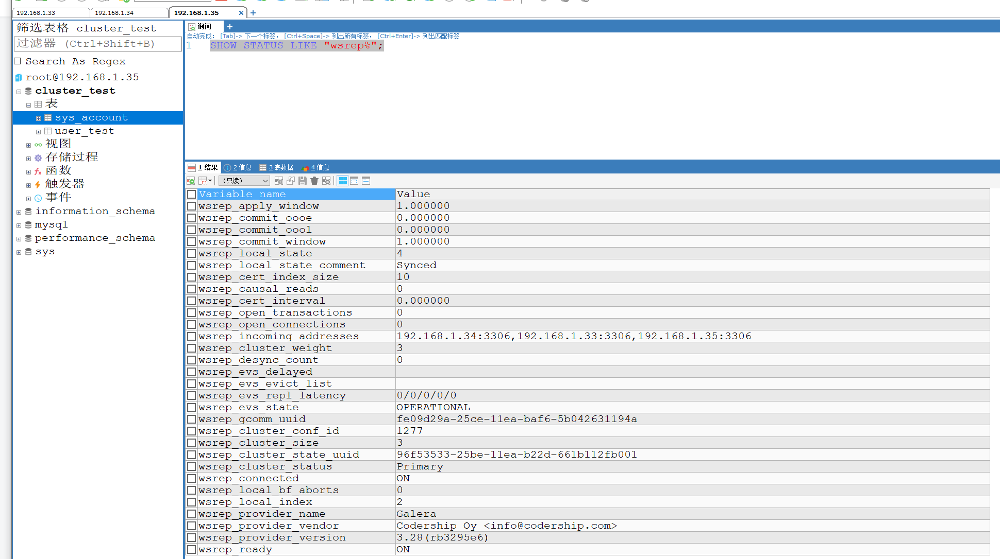 192.168.1.33 192.168.1.34 192.168.1.35
筛选表格 cluster_test
过滤器 (Ctrl+Shift+B)
Search As Regex
root@192.168.1.35
cluster_test
表
sys_account
user_test
视图
存储过程
函数
触发器
事件
information_schema
mysql
performance_schema
sys
询问
自动完成: [Tab]-> 下一个标签, [Ctrl+Space]-> 列出所有标签, [Ctrl+Enter]-> 列出匹配标签
1 SHOW STATUS LIKE "wsrep%";
1 结果 2 信息 3 表数据 4 信息
(只读)
Variable_name Value
wsrep_apply_window 1.000000
wsrep_commit_oooe 0.000000
wsrep_commit_oool 0.000000
wsrep_commit_window 1.000000
wsrep_local_state 4
wsrep_local_state_comment Synced
wsrep_cert_index_size 10
wsrep_causal_reads 0
wsrep_cert_interval 0.000000
wsrep_open_transactions 0
wsrep_open_connections 0
wsrep_incoming_addresses 192.168.1.34:3306,192.168.1.33:3306,192.168.1.35:3306
wsrep_cluster_weight 3
wsrep_desync_count 0
wsrep_evs_delayed
wsrep_evs_evict_list
wsrep_evs_repl_latency 0/0/0/0/0
wsrep_evs_state OPERATIONAL
wsrep_gcomm_uuid fe09d29a-25ce-11ea-baf6-5b042631194a
wsrep_cluster_conf_id 1277
wsrep_cluster_size 3
wsrep_cluster_state_uuid 96f53533-25be-11ea-b22d-661b112fb001
wsrep_cluster_status Primary
wsrep_connected ON
wsrep_local_bf_aborts 0
wsrep_local_index 2
wsrep_provider_name Galera
wsrep_provider_vendor Codership Oy <info@codership.com>
wsrep_provider_version 3.28(rb3295e6)
wsrep_ready ON